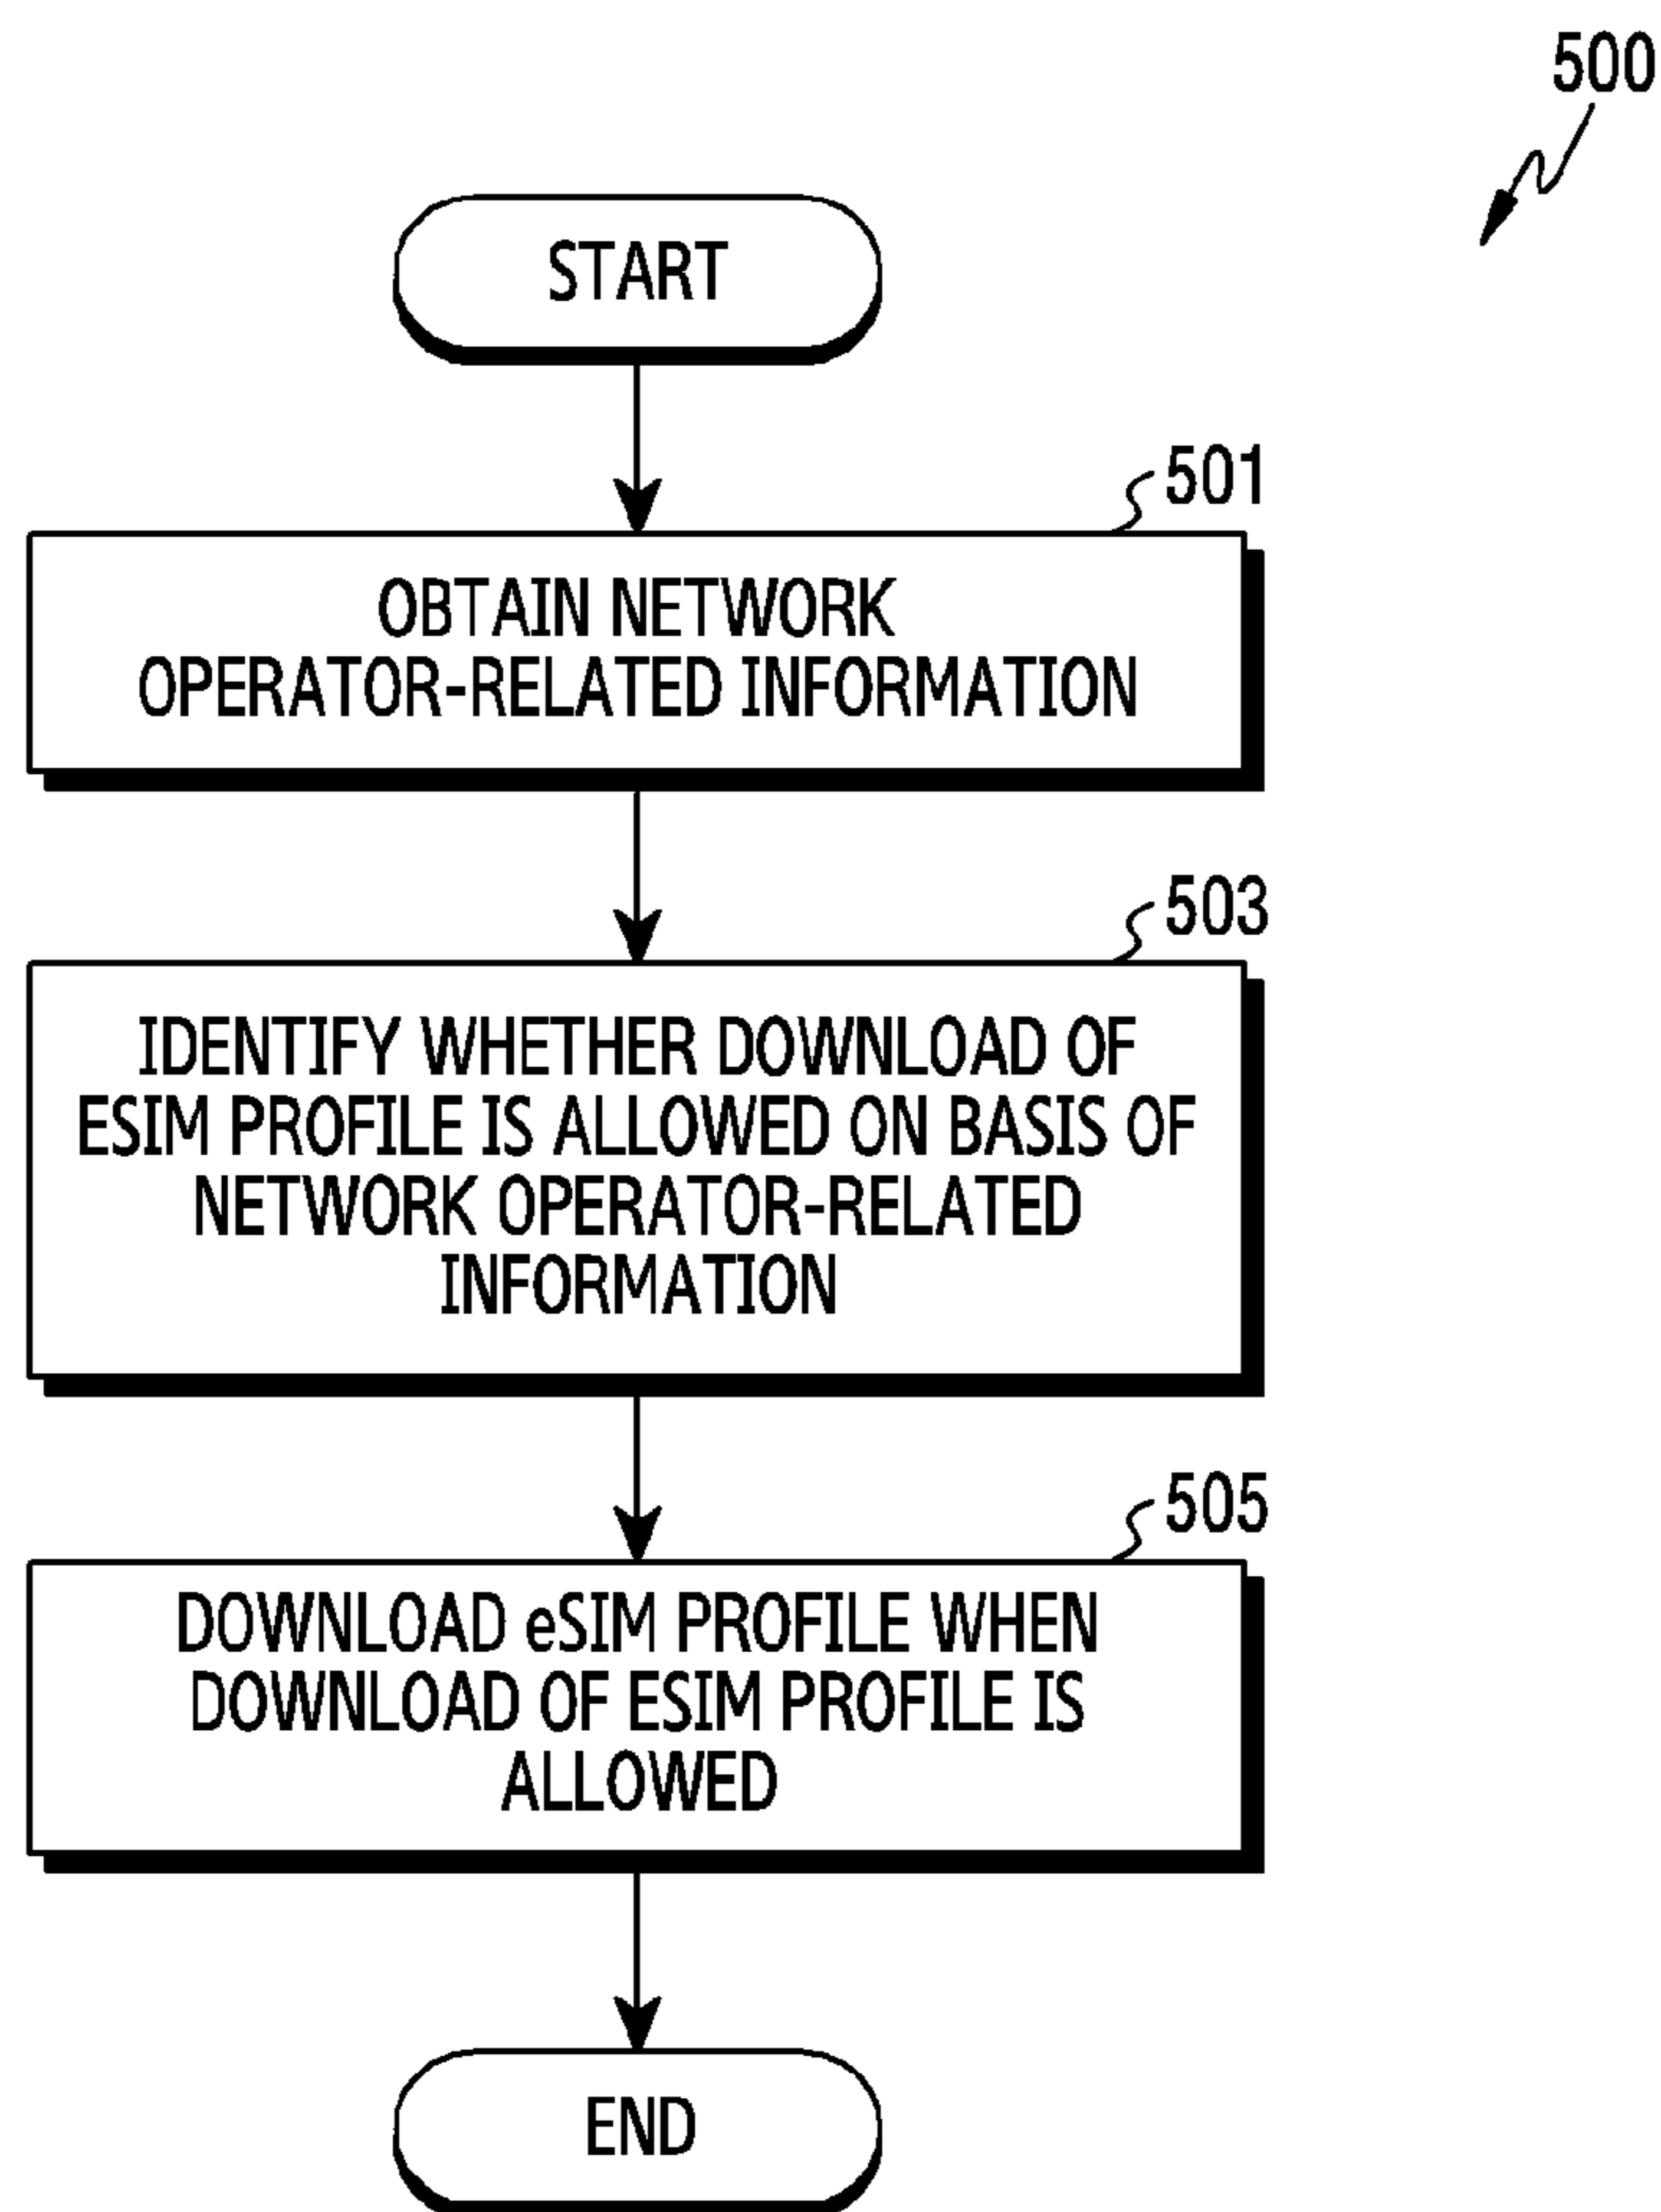 500
START
501
OBTAIN NETWORK
OPERATOR-RELATED INFORMATION
503
IDENTIFY WHETHER DOWNLOAD OF
ESIM PROFILE IS ALLOWED ON BASIS OF
NETWORK OPERATOR-RELATED
INFORMATION
505
DOWNLOAD eSIM PROFILE WHEN
DOWNLOAD OF ESIM PROFILE IS
ALLOWED
END